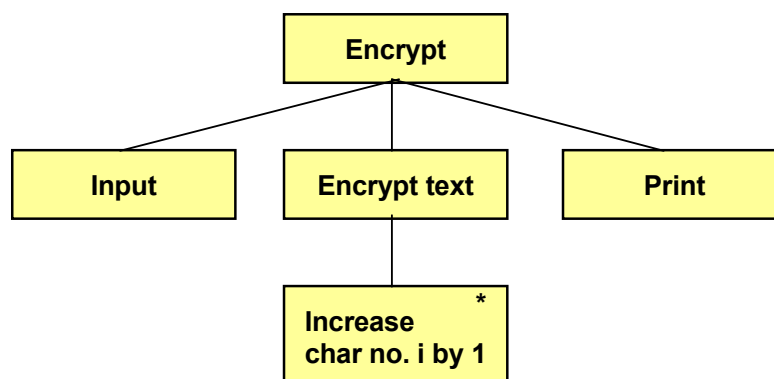 Encrypt
Input
Encrypt text
Print
*
Increase
char no. i by 1